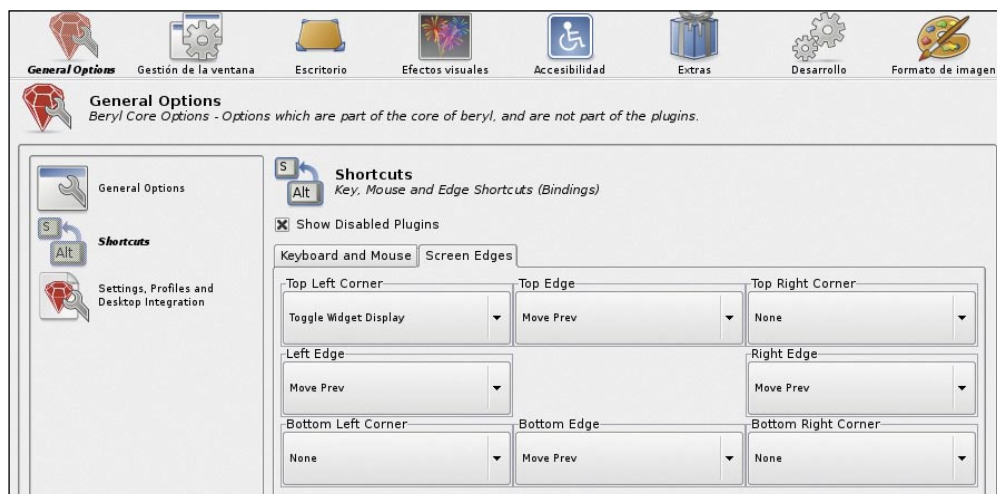 General Options Gestión de la ventana Escritorio Efectos visuales Accesibilidad Extras Desarrollo Formato de imagen
General Options
Beryl Core Options - Options which are part of the core of beryl, and are not part of the plugins.
General Options
S
Alt
Shortcuts
Settings, Profiles and
Desktop Integration
S
Alt
Shortcuts
Key, Mouse and Edge Shortcuts (Bindings)
Show Disabled Plugins
Keyboard and Mouse Screen Edges
Top Left Corner Top Edge Top Right Corner
Toggle Widget Display Move Prev None
Left Edge Right Edge
Move Prev Move Prev
Bottom Left Corner Bottom Edge Bottom Right Corner
None Move Prev None